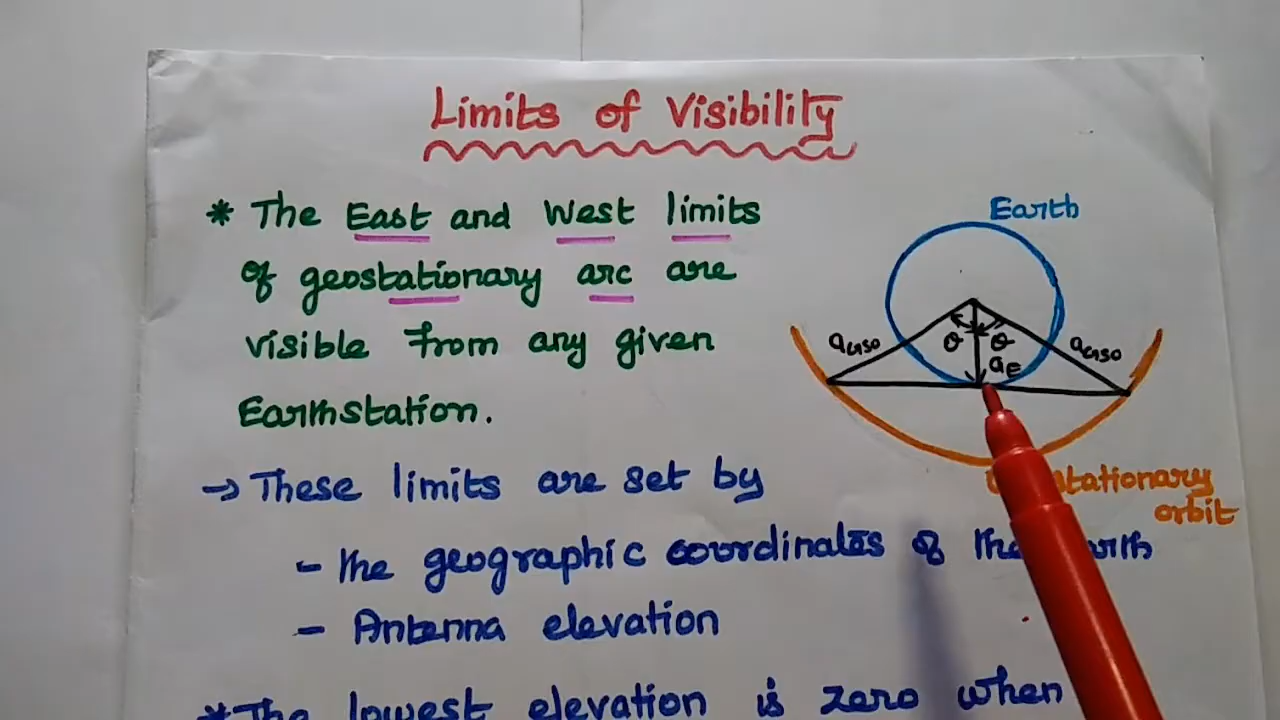 Limits of Visibility
* The East and West limits
of geostationary arc are
visible from any given
Earthstation.
→ These limits are set by
- the geographic coordinates of the
- Antenna elevation
* The lowest elevation is zero when
Earth
aGSO
θ θ
aGSO
aE
orbit